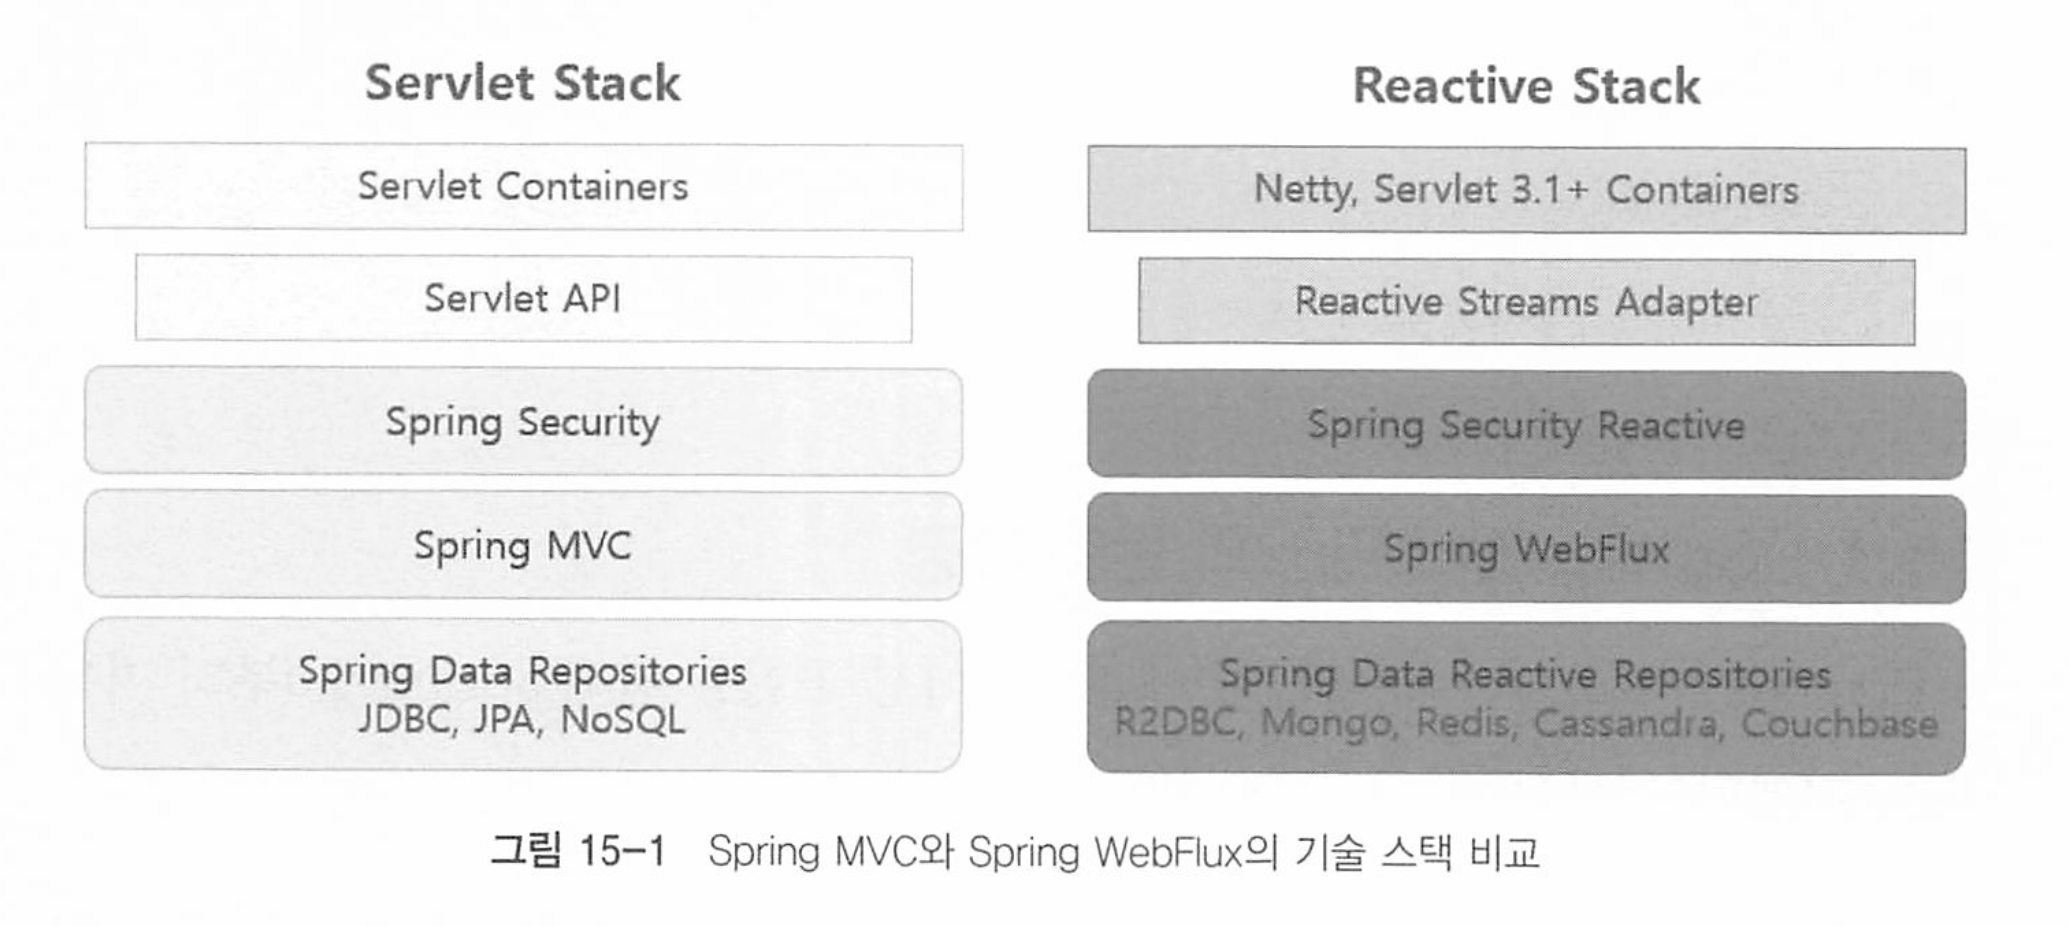 Servlet Stack
Servlet Containers
Servlet API
Spring Security
Spring MVC
Spring Data Repositories
JDBC, JPA, NoSQL
Reactive Stack
Netty, Servlet 3.1+ Containers
Reactive Streams Adapter
Spring Security Reactive
Spring WebFlux
Spring Data Reactive Repositories
R2DBC, Mongo, Redis, Cassandra, Couchbase
그림 15-1 Spring MVC와 Spring WebFlux의 기술 스택 비교